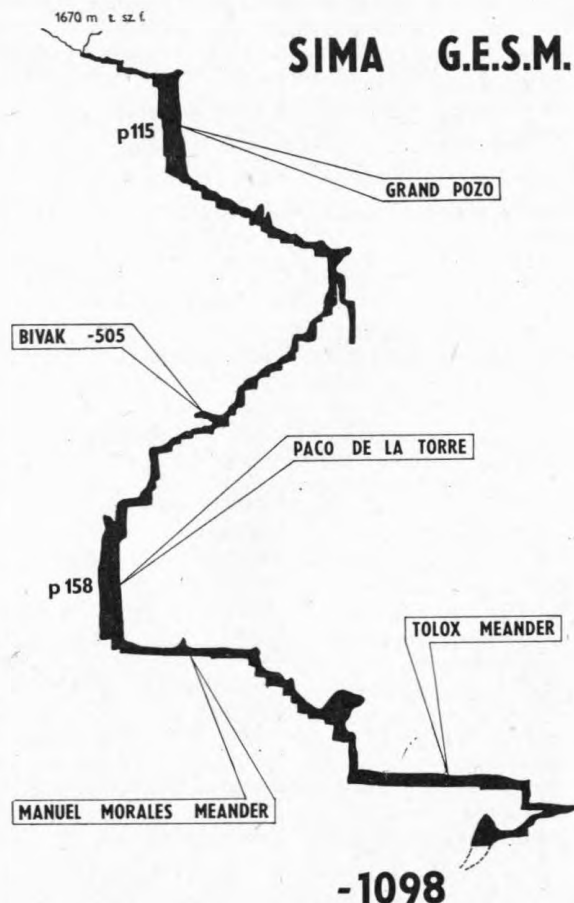 1670 m t. sz. f.
SIMA G.E.S.M.
p115
GRAND POZO
BIVAK -505
PACO DE LA TORRE
p 158
TOLOX MEANDER
MANUEL MORALES MEANDER
-1098